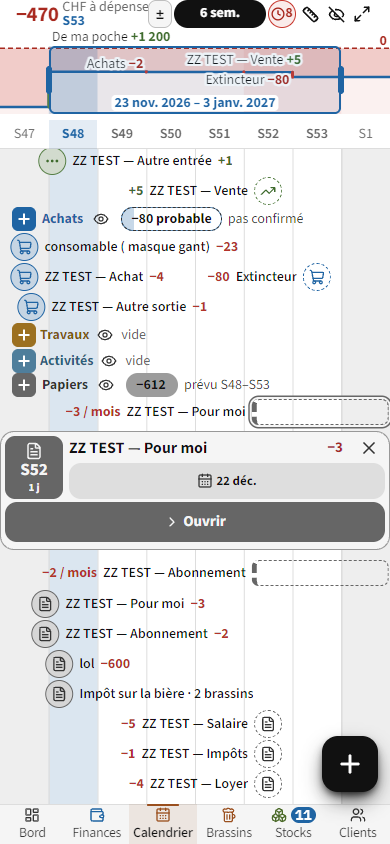 −470 CHF à dépense S53
± 6 sem. 8
De ma poche +1 200
0
Achats −2
ZZ TEST — Vente +5
Extincteur −80
23 nov. 2026 – 3 janv. 2027
S47 S48 S49 S50 S51 S52 S53 S1
ZZ TEST — Autre entrée +1
+5 ZZ TEST — Vente
Achats −80 probable pas confirmé
consomable ( masque gant) −23
ZZ TEST — Achat −4 −80 Extincteur
ZZ TEST — Autre sortie −1
Travaux vide
Activités vide
Papiers −612 prévu S48–S53
−3 / mois ZZ TEST — Pour moi
S52
1 j
ZZ TEST — Pour moi −3
22 déc.
Ouvrir
−2 / mois ZZ TEST — Abonnement
ZZ TEST — Pour moi −3
ZZ TEST — Abonnement −2
lol −600
Impôt sur la bière · 2 brassins
−5 ZZ TEST — Salaire
−1 ZZ TEST — Impôts
−4 ZZ TEST — Loyer
Bord Finances Calendrier Brassins Stocks 11 Clients